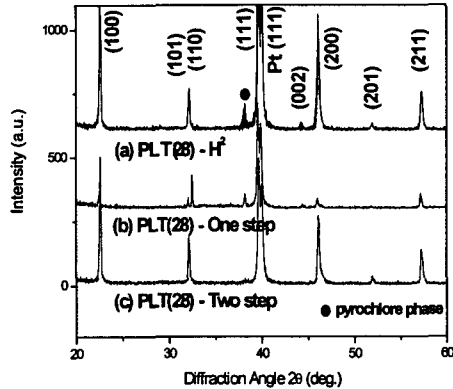 1000
500
0
Intensity (a.u.)
(100)
(101)
(110)
(111)
Pt (111)
(002)
(200)
(201)
(211)
(a) PLT(28) - H²
(b) PLT(28) - One step
(c) PLT(28) - Two step
● pyrochlore phase
20 30 40 50 60
Diffraction Angle 2θ (deg.)